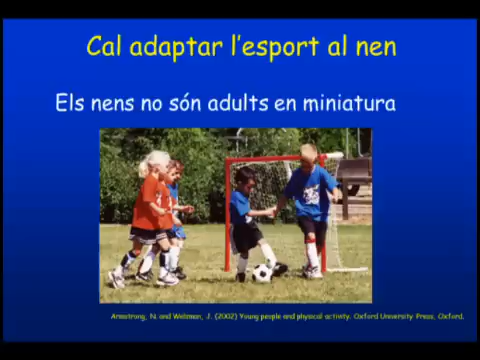 Cal adaptar l'esport al nen
Els nens no són adults en miniatura
Armstrong, N. and Welsman, J. (2002) Young people and physical activity. Oxford University Press, Oxford.